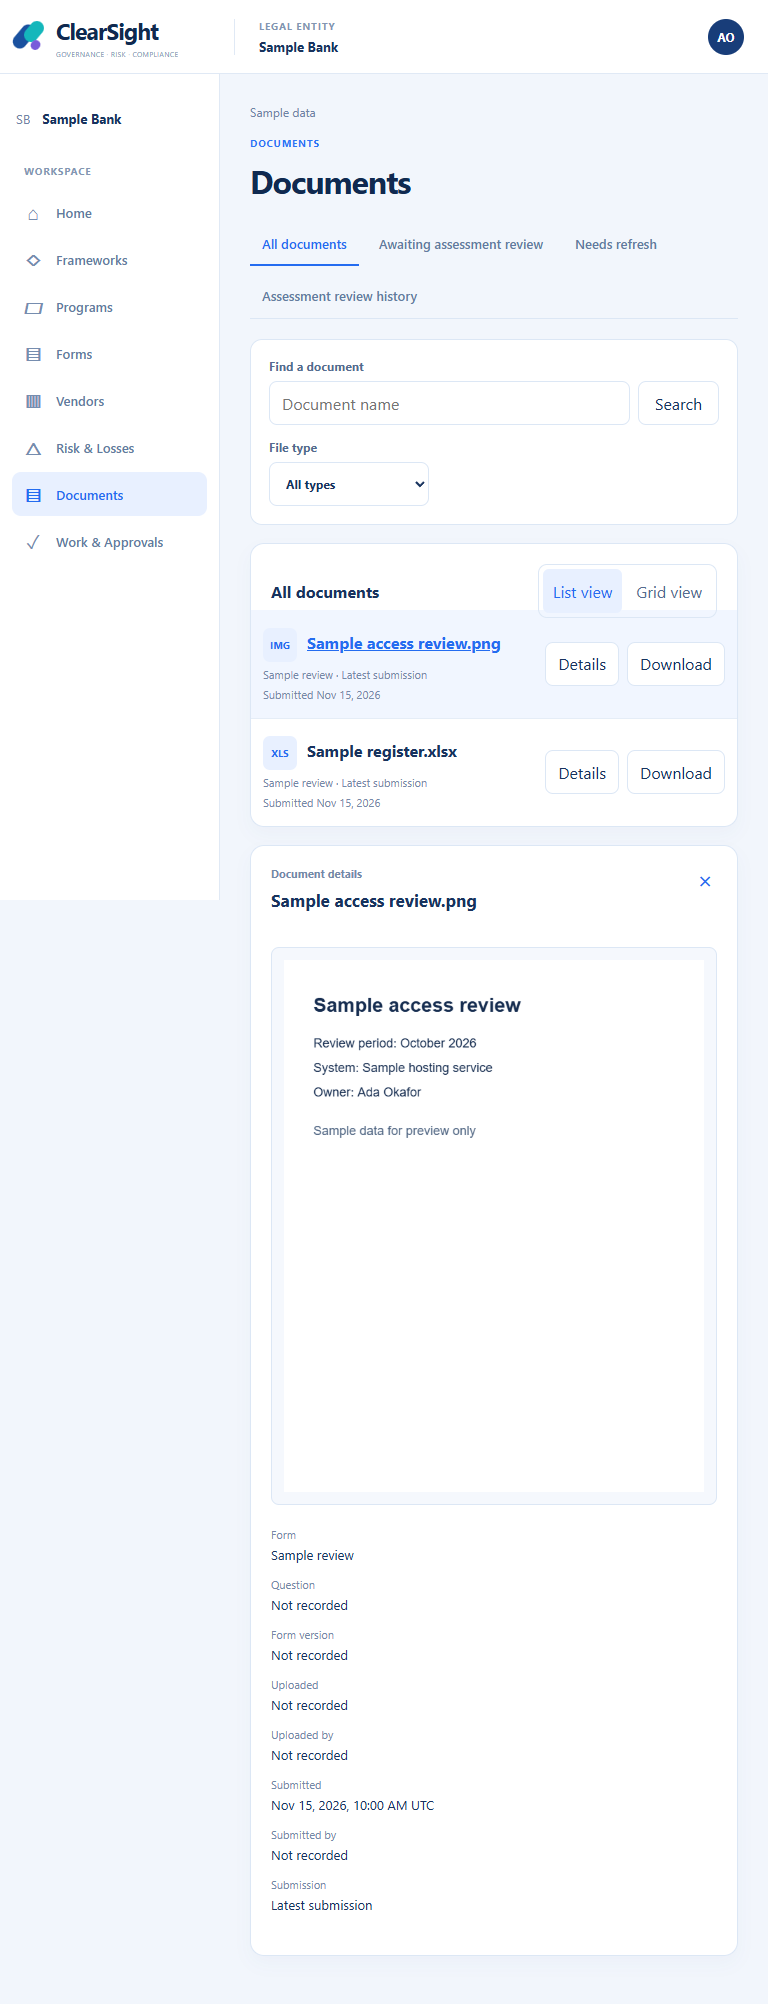 ClearSight
GOVERNANCE · RISK · COMPLIANCE
LEGAL ENTITY
Sample Bank
AO
SB Sample Bank
WORKSPACE
Home
Frameworks
Programs
Forms
Vendors
Risk & Losses
Documents
Work & Approvals
Sample data
DOCUMENTS
Documents
All documents
Awaiting assessment review
Needs refresh
Assessment review history
Find a document
Document name
Search
File type
All types
All documents
List view
Grid view
IMG
Sample access review.png
Sample review · Latest submission
Submitted Nov 15, 2026
Details
Download
XLS
Sample register.xlsx
Sample review · Latest submission
Submitted Nov 15, 2026
Details
Download
Document details
Sample access review.png
Sample access review
Review period: October 2026
System: Sample hosting service
Owner: Ada Okafor
Sample data for preview only
Form
Sample review
Question
Not recorded
Form version
Not recorded
Uploaded
Not recorded
Uploaded by
Not recorded
Submitted
Nov 15, 2026, 10:00 AM UTC
Submitted by
Not recorded
Submission
Latest submission